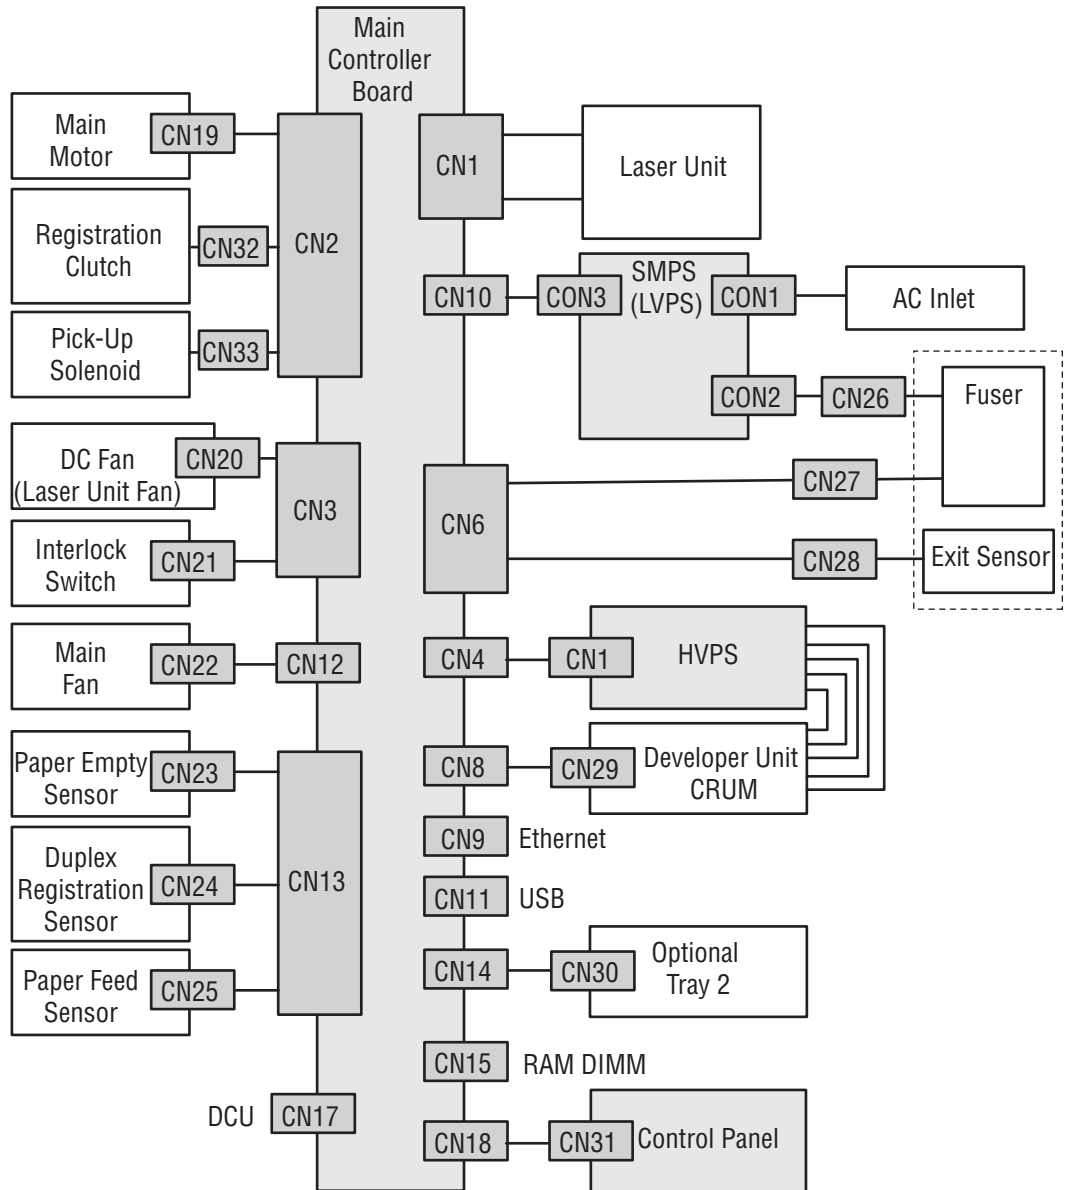 Main
Controller
Board
Main
Motor
CN19
Registration
Clutch
CN32
CN2
Pick-Up
Solenoid
CN33
DC Fan
(Laser Unit Fan)
CN20
CN3
Interlock
Switch
CN21
Main
Fan
CN22
CN12
Paper Empty
Sensor
CN23
Duplex
Registration
Sensor
CN24
CN13
Paper Feed
Sensor
CN25
DCU
CN17
CN1
Laser Unit
CN10
CON3
SMPS
(LVPS)
CON1
AC Inlet
CON2
CN26
Fuser
CN6
CN27
CN28
Exit Sensor
CN4
CN1
HVPS
CN8
CN29
Developer Unit
CRUM
CN9
Ethernet
CN11
USB
CN14
CN30
Optional
Tray 2
CN15
RAM DIMM
CN18
CN31
Control Panel